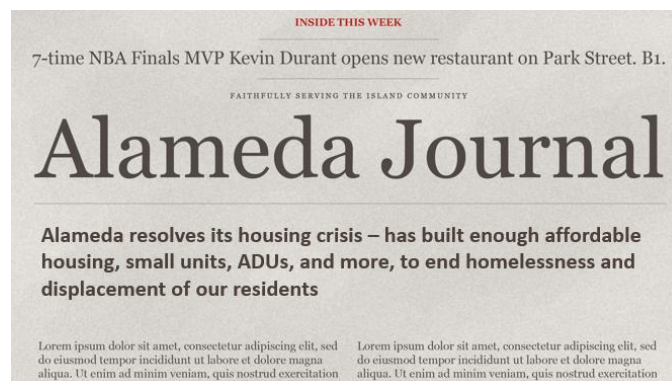 INSIDE THIS WEEK
7-time NBA Finals MVP Kevin Durant opens new restaurant on Park Street. B1.
FAITHFULLY SERVING THE ISLAND COMMUNITY
Alameda Journal
Alameda resolves its housing crisis – has built enough affordable
housing, small units, ADUs, and more, to end homelessness and
displacement of our residents
Lorem ipsum dolor sit amet, consectetur adipiscing elit, sed
do eiusmod tempor incididunt ut labore et dolore magna
aliqua. Ut enim ad minim veniam, quis nostrud exercitation
Lorem ipsum dolor sit amet, consectetur adipiscing elit, sed
do eiusmod tempor incididunt ut labore et dolore magna
aliqua. Ut enim ad minim veniam, quis nostrud exercitation